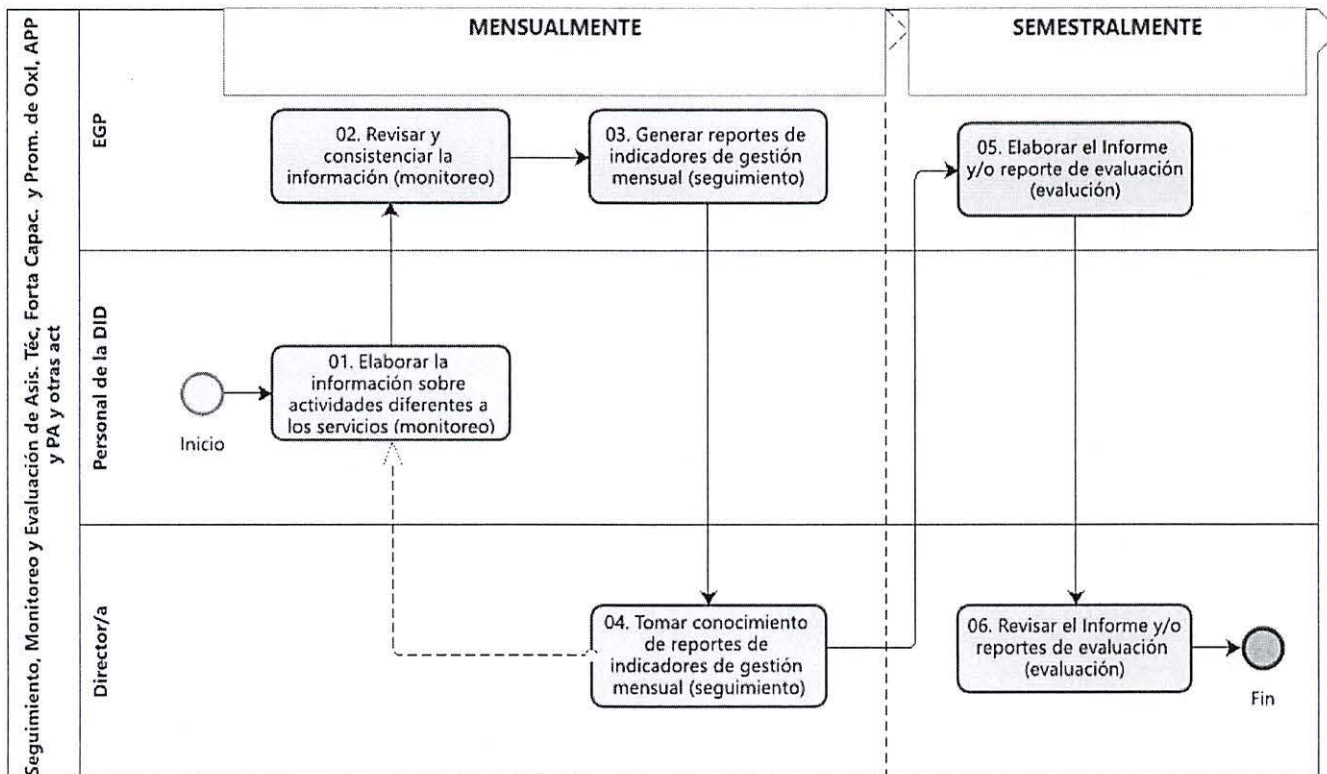 Seguimiento, Monitoreo y Evaluación de Asis. Téc, Forta Capac. y Prom. de OxI, APP
y PA y otras act
MENSUALMENTE
SEMESTRALMENTE
EGP
02. Revisar y
consistenciar la
información (monitoreo)
03. Generar reportes de
indicadores de gestión
mensual (seguimiento)
05. Elaborar el Informe
y/o reporte de evaluación
(evalución)
Personal de la DID
Inicio
01. Elaborar la
información sobre
actividades diferentes a
los servicios (monitoreo)
Director/a
04. Tomar conocimiento
de reportes de
indicadores de gestión
mensual (seguimiento)
06. Revisar el Informe y/o
reportes de evaluación
(evaluación)
Fin